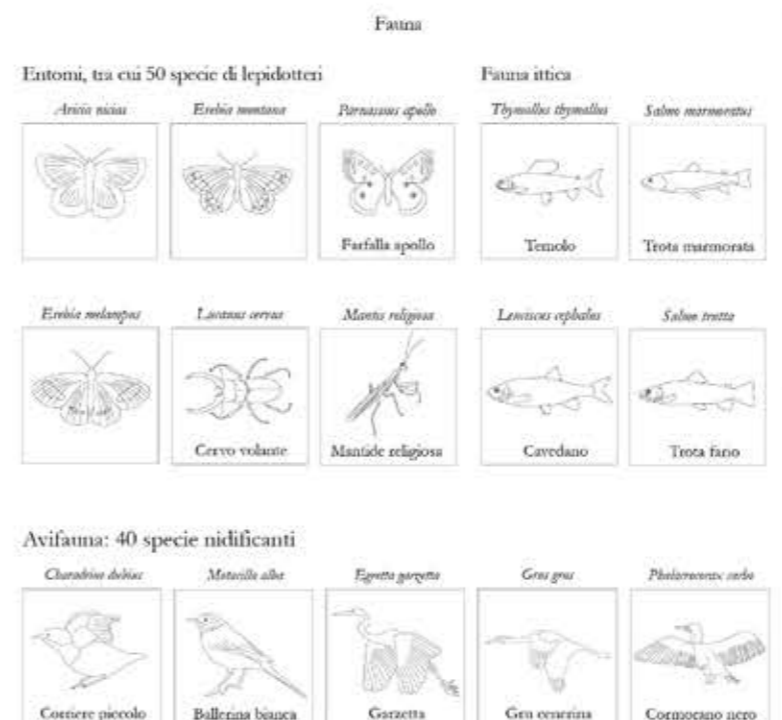 Fauna
Entomi, tra cui 50 specie di lepidotteri
Fauna ittica
Aricia nicias
Erebia montana
Parnassius apollo
Thymallus thymallus
Salmo marmoratus
Farfalla apollo
Temolo
Trota marmorata
Erebia melampus
Lucanus cervus
Mantis religiosa
Leuciscus cephalus
Salmo trutta
Cervo volante
Mantide religiosa
Cavedano
Trota fario
Avifauna: 40 specie nidificanti
Charadrius dubius
Motacilla alba
Egretta garzetta
Grus grus
Phalacrocorax carbo
Corriere piccolo
Ballerina bianca
Garzetta
Gru cenerina
Cormorano nero